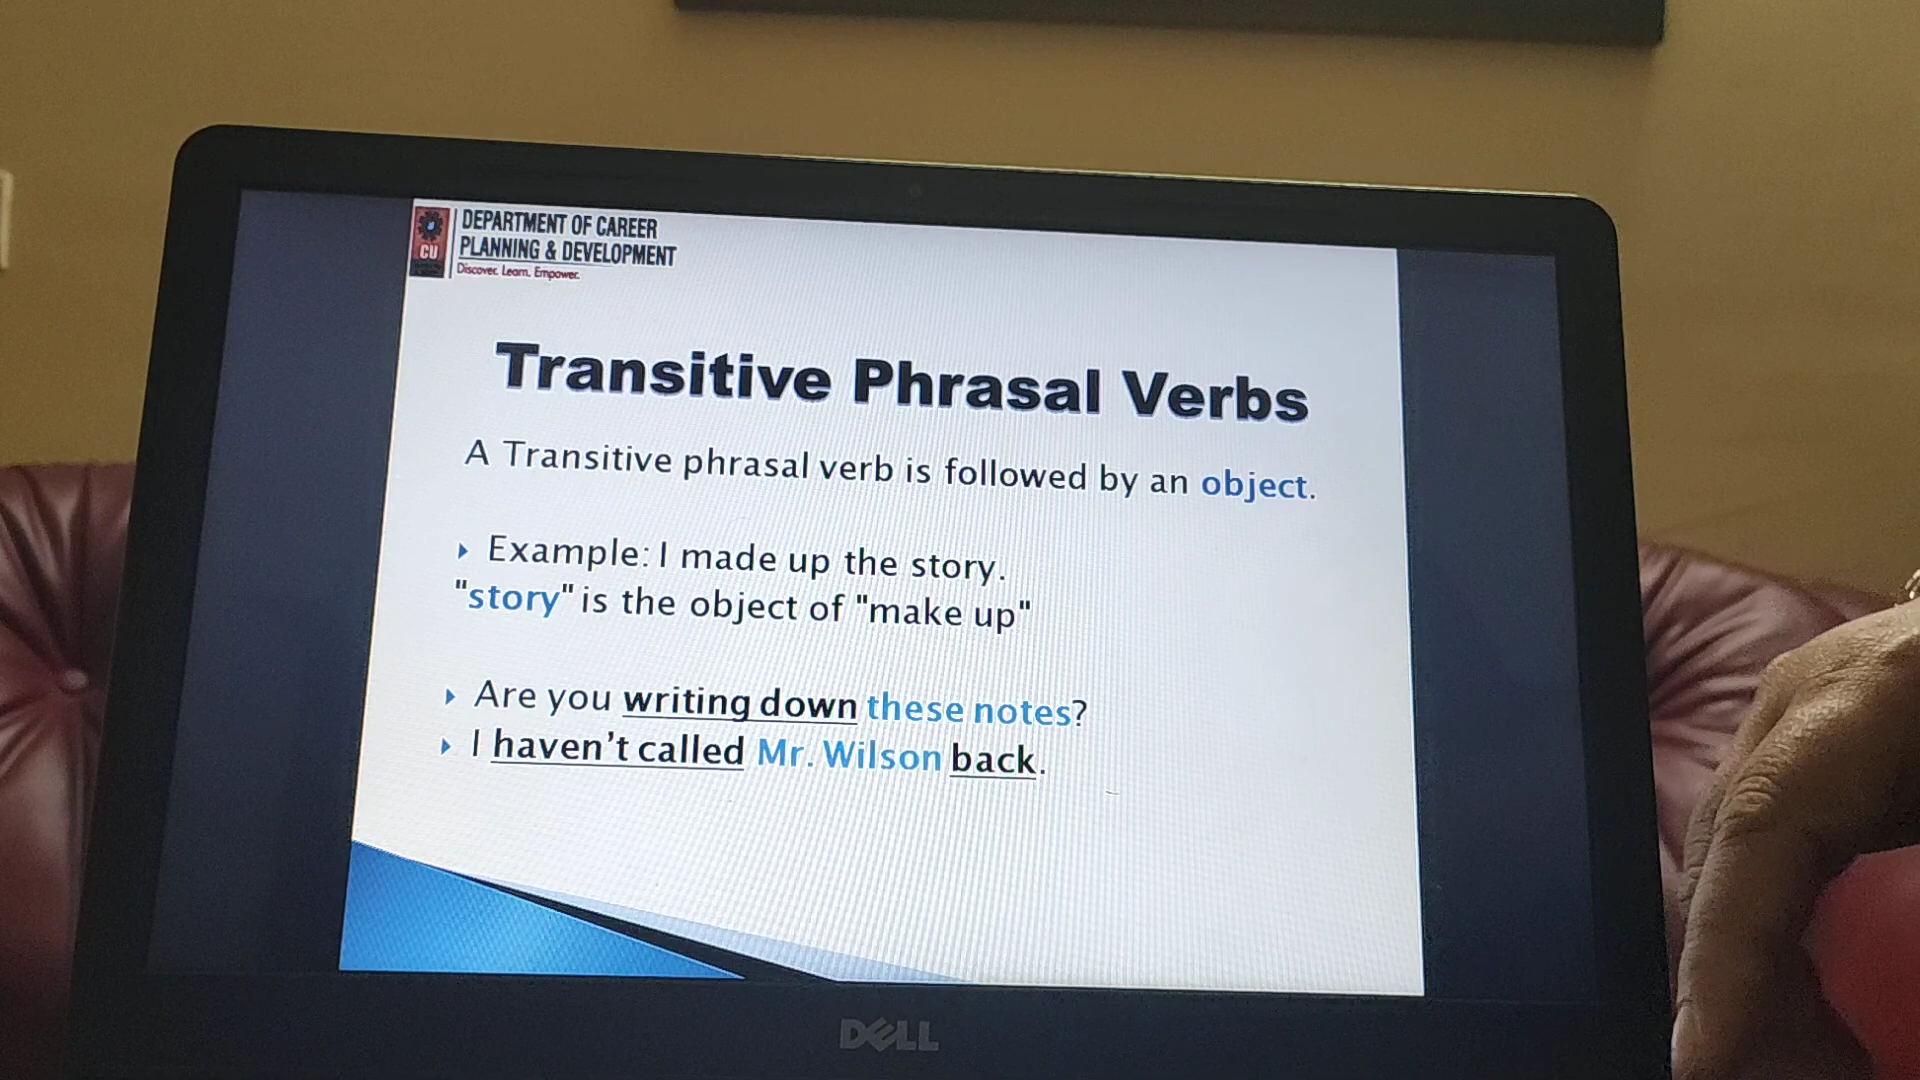 DEPARTMENT OF CAREER
PLANNING & DEVELOPMENT
CU
Discover. Learn. Empower.
Transitive Phrasal Verbs
A Transitive phrasal verb is followed by an object.
Example: I made up the story.
"story" is the object of "make up"
Are you writing down these notes?
I haven't called Mr. Wilson back.
DELL